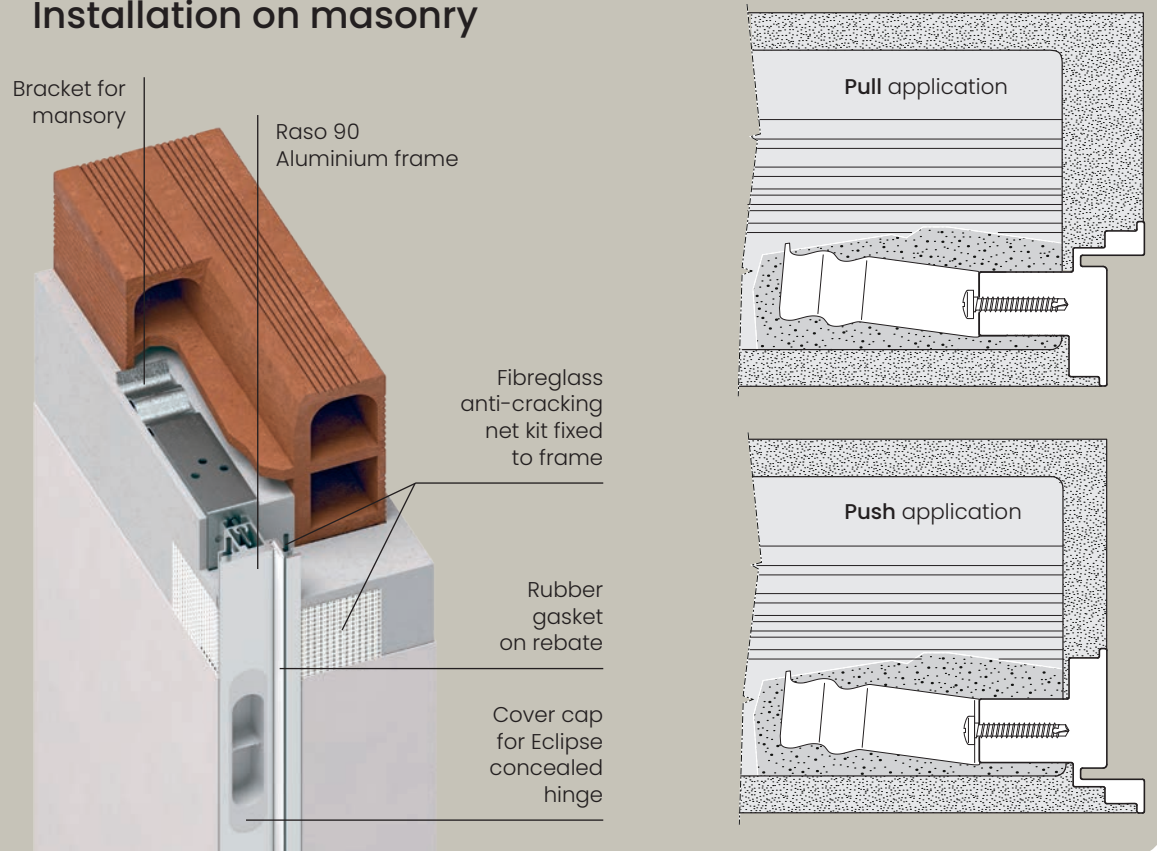 Installation on masonry
Bracket for
mansory
Raso 90
Aluminium frame
Fibreglass
anti-cracking
net kit fixed
to frame
Rubber
gasket
on rebate
Cover cap
for Eclipse
concealed
hinge
Pull application
Push application